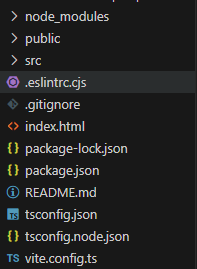 node_modules
public
src
.eslintrc.cjs
.gitignore
index.html
package-lock.json
package.json
README.md
tsconfig.json
tsconfig.node.json
vite.config.ts